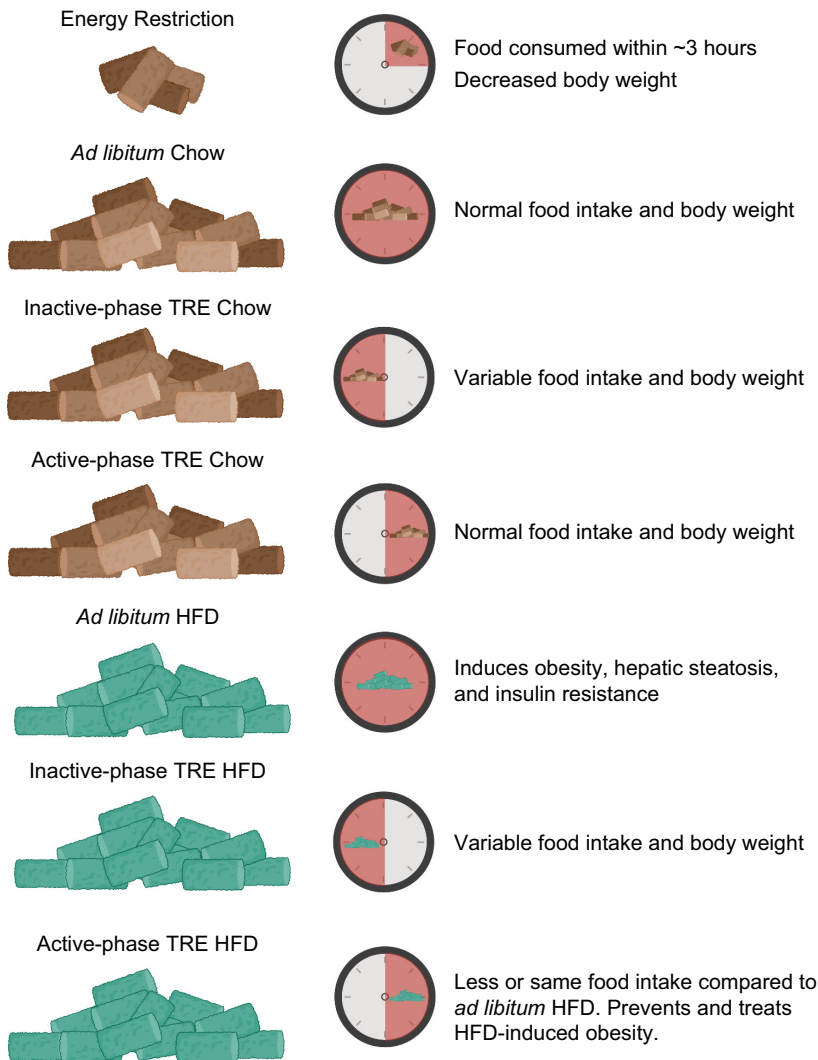 Energy Restriction
Food consumed within ~3 hours
Decreased body weight
Ad libitum Chow
Normal food intake and body weight
Inactive-phase TRE Chow
Variable food intake and body weight
Active-phase TRE Chow
Normal food intake and body weight
Ad libitum HFD
Induces obesity, hepatic steatosis,
and insulin resistance
Inactive-phase TRE HFD
Variable food intake and body weight
Active-phase TRE HFD
Less or same food intake compared to
ad libitum HFD. Prevents and treats
HFD-induced obesity.